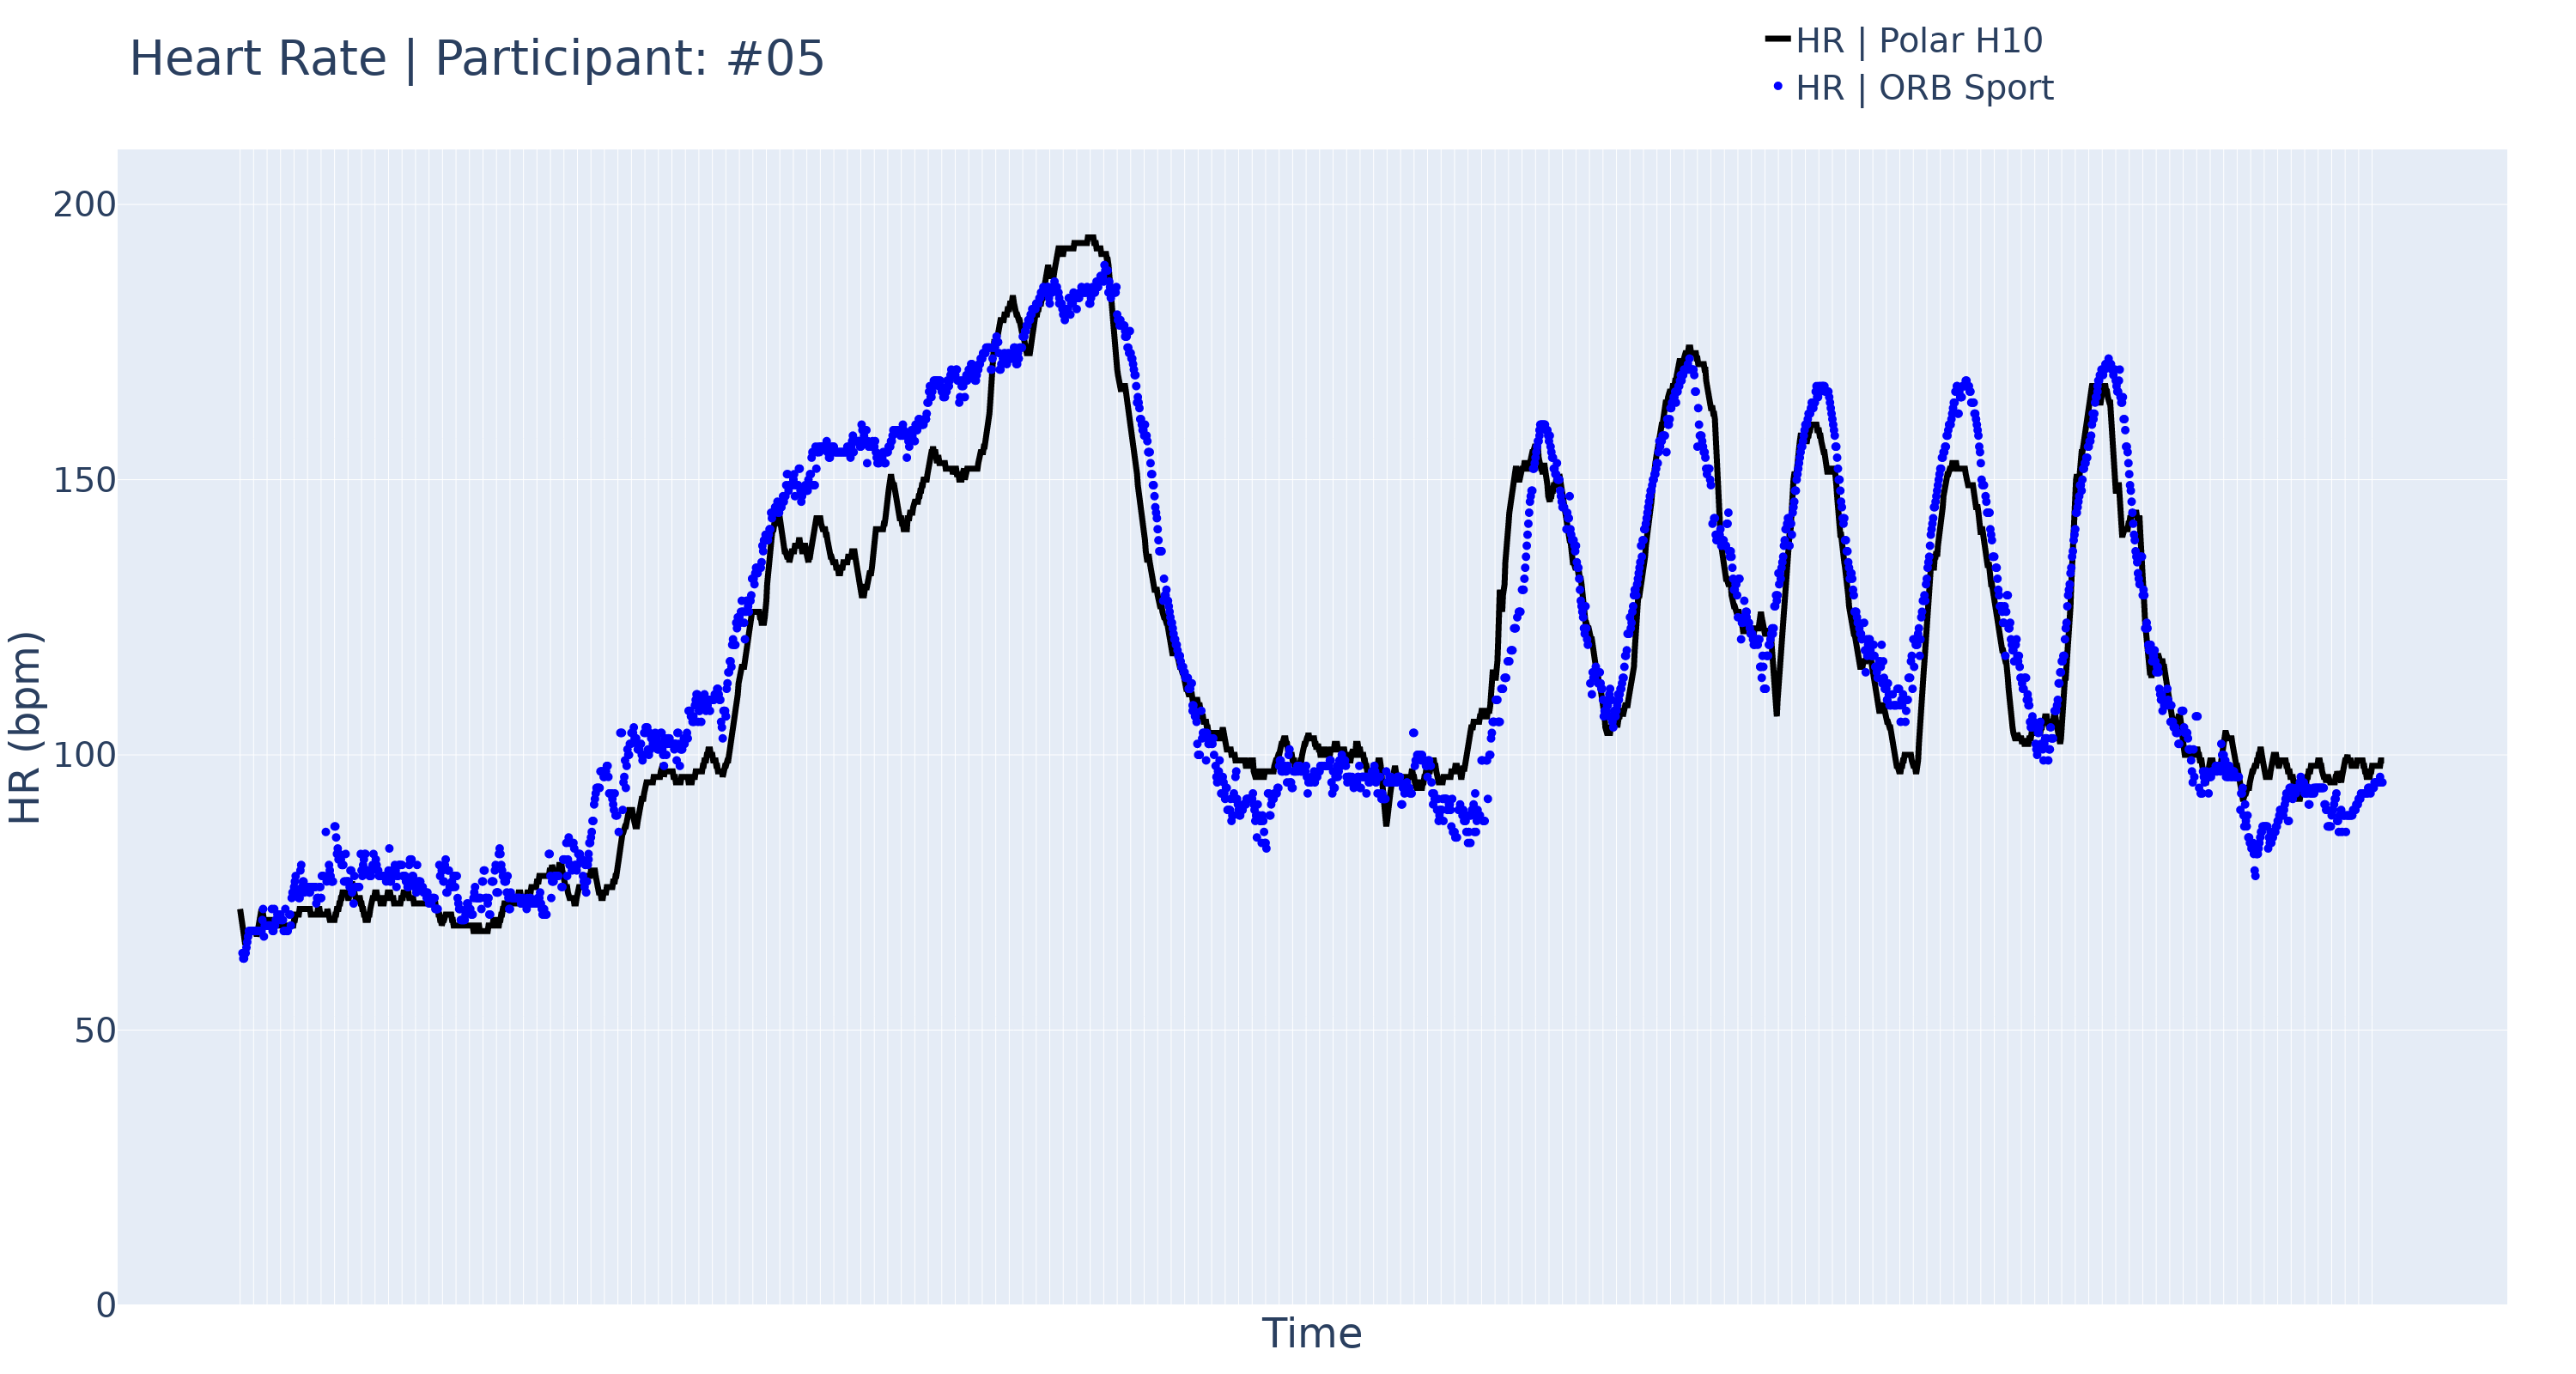 Heart Rate | Participant: #05
HR | Polar H10
HR | ORB Sport
200
150
100
50
0
HR (bpm)
Time